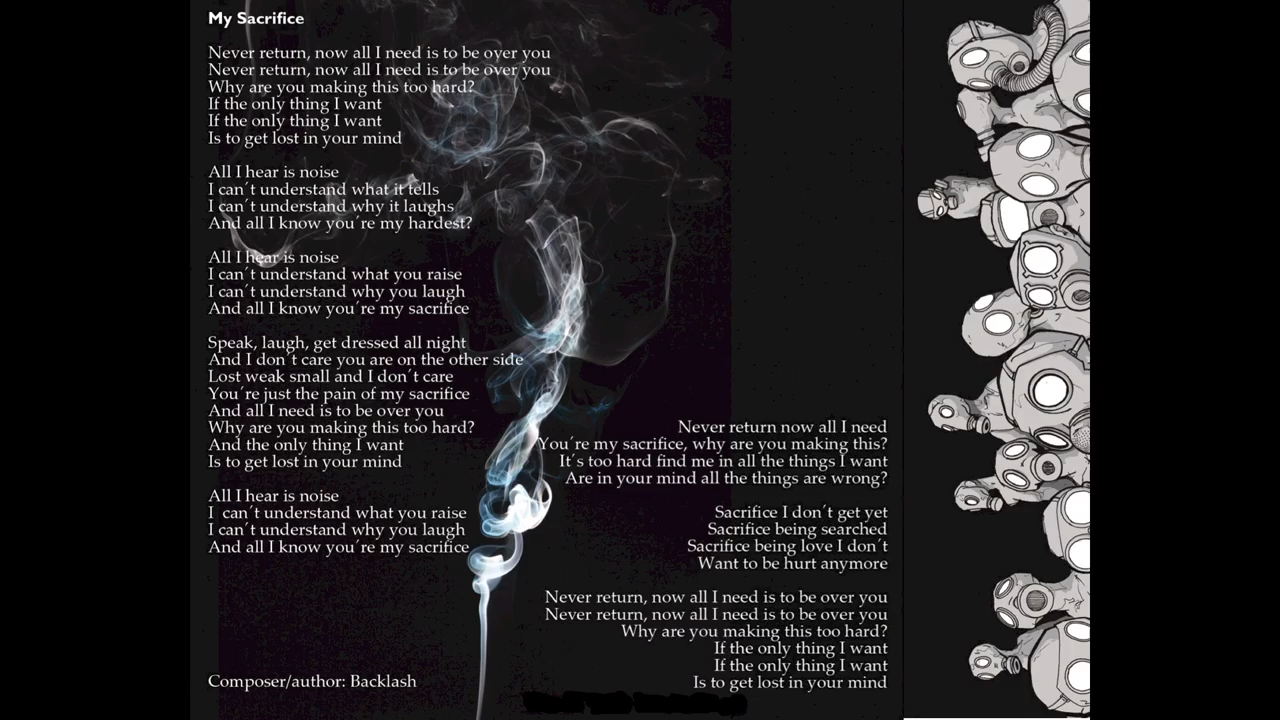 My Sacrifice
Never return, now all I need is to be over you
Never return, now all I need is to be over you
Why are you making this too hard?
If the only thing I want
If the only thing I want
Is to get lost in your mind
All I hear is noise
I can´t understand what it tells
I can´t understand why it laughs
And all I know you´re my hardest?
All I hear is noise
I can´t understand what you raise
I can´t understand why you laugh
And all I know you´re my sacrifice
Speak, laugh, get dressed all night
And I don´t care you are on the other side
Lost weak small and I don´t care
You´re just the pain of my sacrifice
And all I need is to be over you
Why are you making this too hard?
And the only thing I want
Is to get lost in your mind
All I hear is noise
I can´t understand what you raise
I can´t understand why you laugh
And all I know you´re my sacrifice
Composer/author: Backlash
Never return now all I need
You´re my sacrifice, why are you making this?
It´s too hard find me in all the things I want
Are in your mind all the things are wrong?
Sacrifice I don´t get yet
Sacrifice being searched
Sacrifice being love I don´t
Want to be hurt anymore
Never return, now all I need is to be over you
Never return, now all I need is to be over you
Why are you making this too hard?
If the only thing I want
If the only thing I want
Is to get lost in your mind